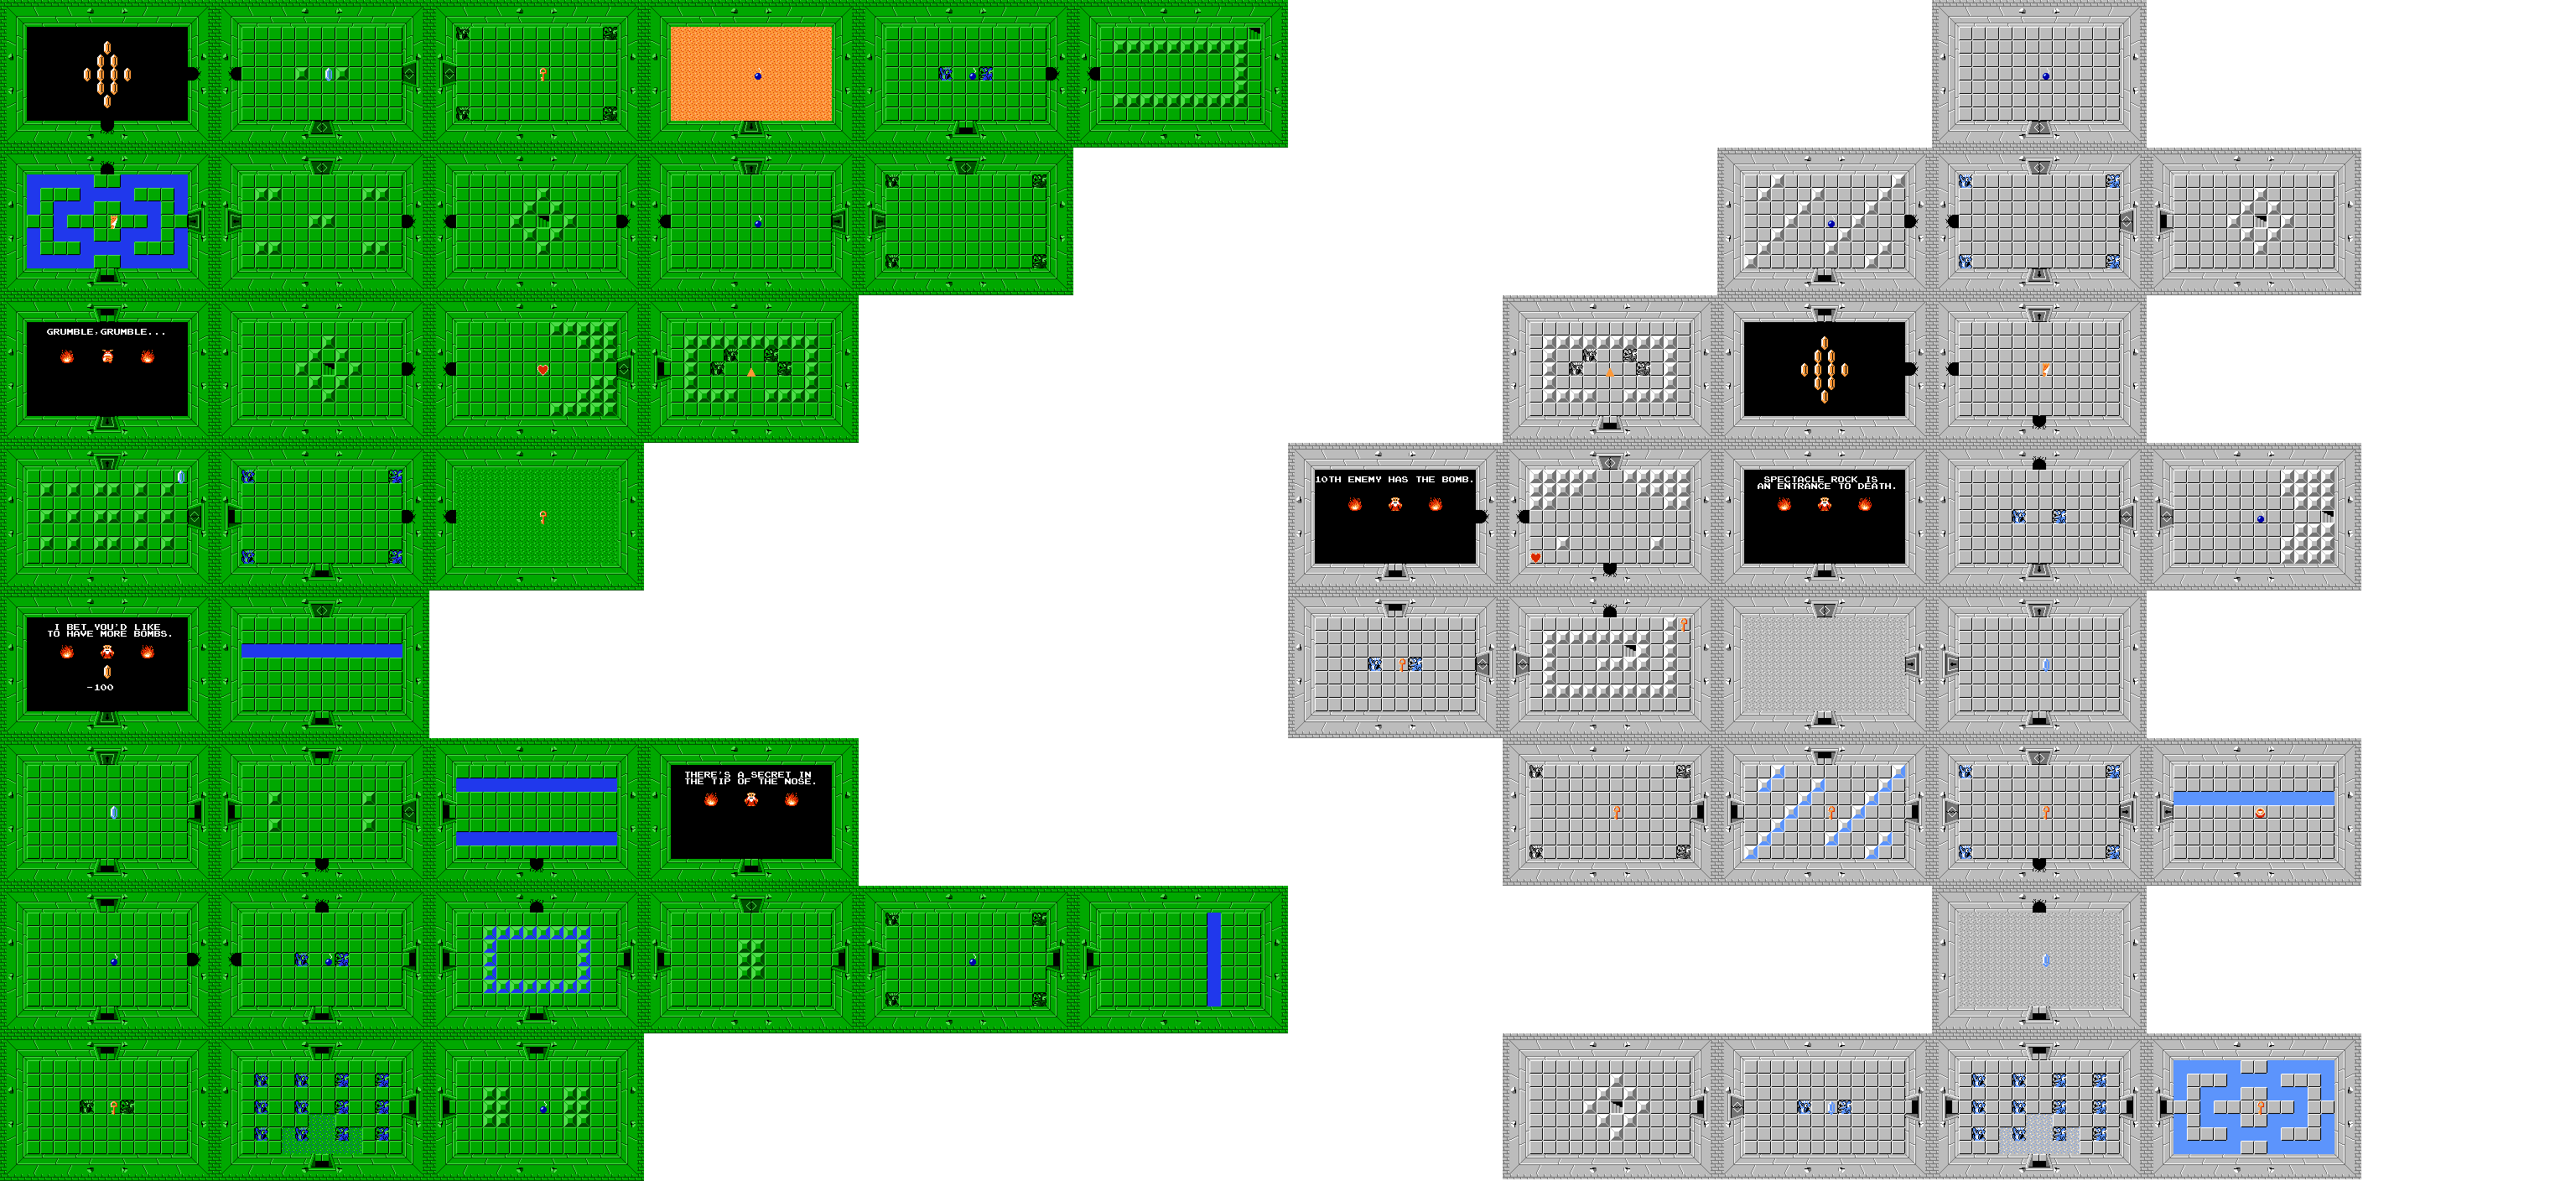 GRUMBLE,GRUMBLE...
10TH ENEMY HAS THE BOMB.
SPECTACLE ROCK IS
AN ENTRANCE TO DEATH.
I BET YOU'D LIKE
TO HAVE MORE BOMBS.
-100
THERE'S A SECRET IN
THE TIP OF THE NOSE.